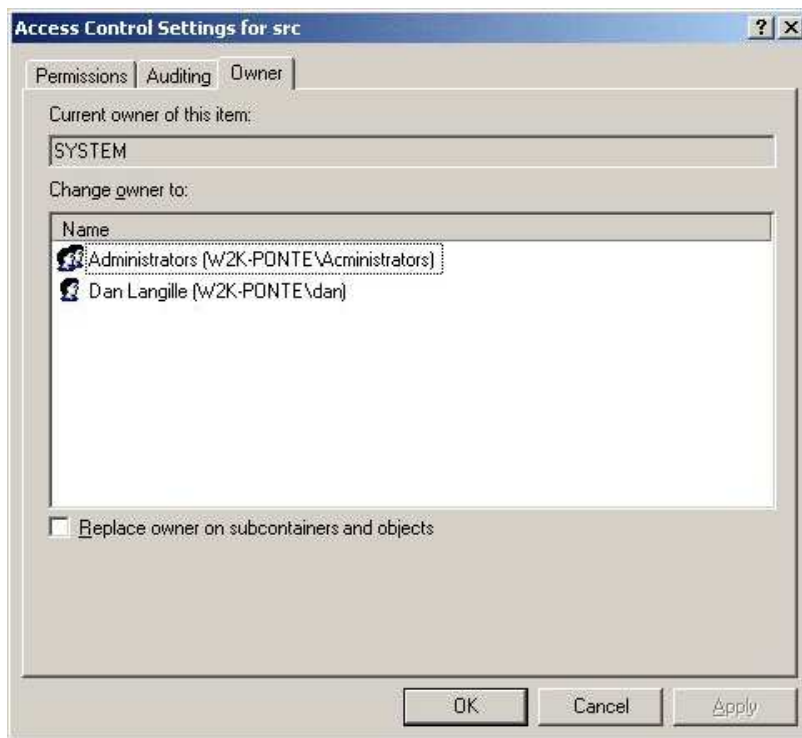 Access Control Settings for src
Permissions
Auditing
Owner
Current owner of this item:
SYSTEM
Change owner to:
Name
Administrators (W2K-PONTE\Acministrators)
Dan Langille (W2K-PONTE\dan)
Replace owner on subcontainers and objects
OK
Cancel
Apply